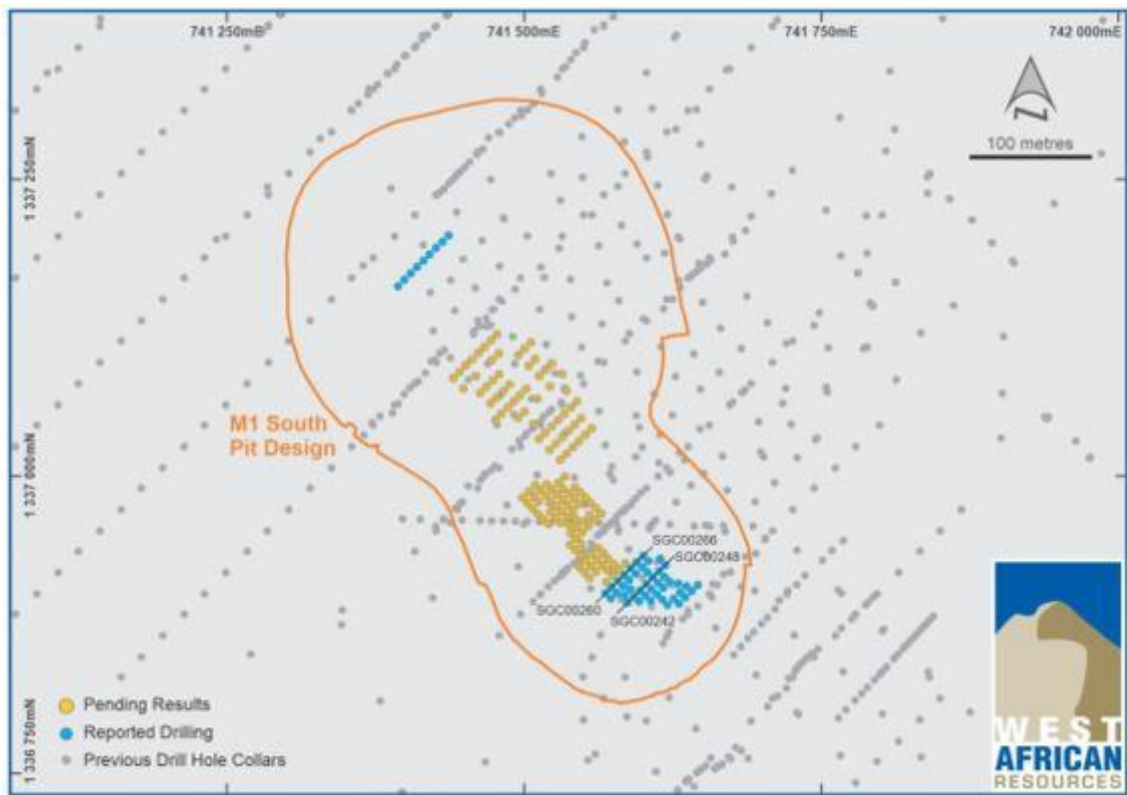 741 250mE
741 500mE
741 750mE
742 000mE
1 337 250mN
1 337 000mN
1 336 750mN
N
100 metres
M1 South
Pit Design
SGC00266
SGC00248
SGC00260
SGC00242
Pending Results
Reported Drilling
Previous Drill Hole Collars
WEST
AFRICAN
RESOURCES